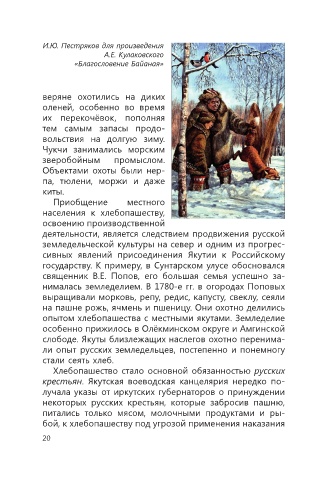 И.Ю. Пестряков для произведения
А.Е. Кулаковского
«Благословение Байаная»
веряне охотились на диких
оленей, особенно во время
их перекочёвок, пополняя
тем самым запасы продо-
вольствия на долгую зиму.
Чукчи занимались морским
зверобойным промыслом.
Объектами охоты были нер-
па, тюлени, моржи и даже
киты.
Приобщение местного
населения к хлебопашеству,
освоению производственной
деятельности, является следствием продвижения русской
земледельческой культуры на север и одним из прогрес-
сивных явлений присоединения Якутии к Российскому
государству. К примеру, в Сунтарском улусе обосновался
священник В.Е. Попов, его большая семья успешно за-
нималась земледелием. В 1780-е гг. в огородах Поповых
выращивали морковь, репу, редис, капусту, свеклу, сеяли
на пашне рожь, ячмень и пшеницу. Они охотно делились
опытом хлебопашества с местными якутами. Земледелие
особенно прижилось в Олёкминском округе и Амгинской
слободе. Якуты близлежащих наслегов охотно перенима-
ли опыт русских земледельцев, постепенно и понемногу
стали сеять хлеб.
Хлебопашество стало основной обязанностью русских
крестьян. Якутская воеводская канцелярия нередко по-
лучала указы от иркутских губернаторов о принуждении
некоторых русских крестьян, которые забросив пашню,
питались только мясом, молочными продуктами и ры-
бой, к хлебопашеству под угрозой применения наказания
20